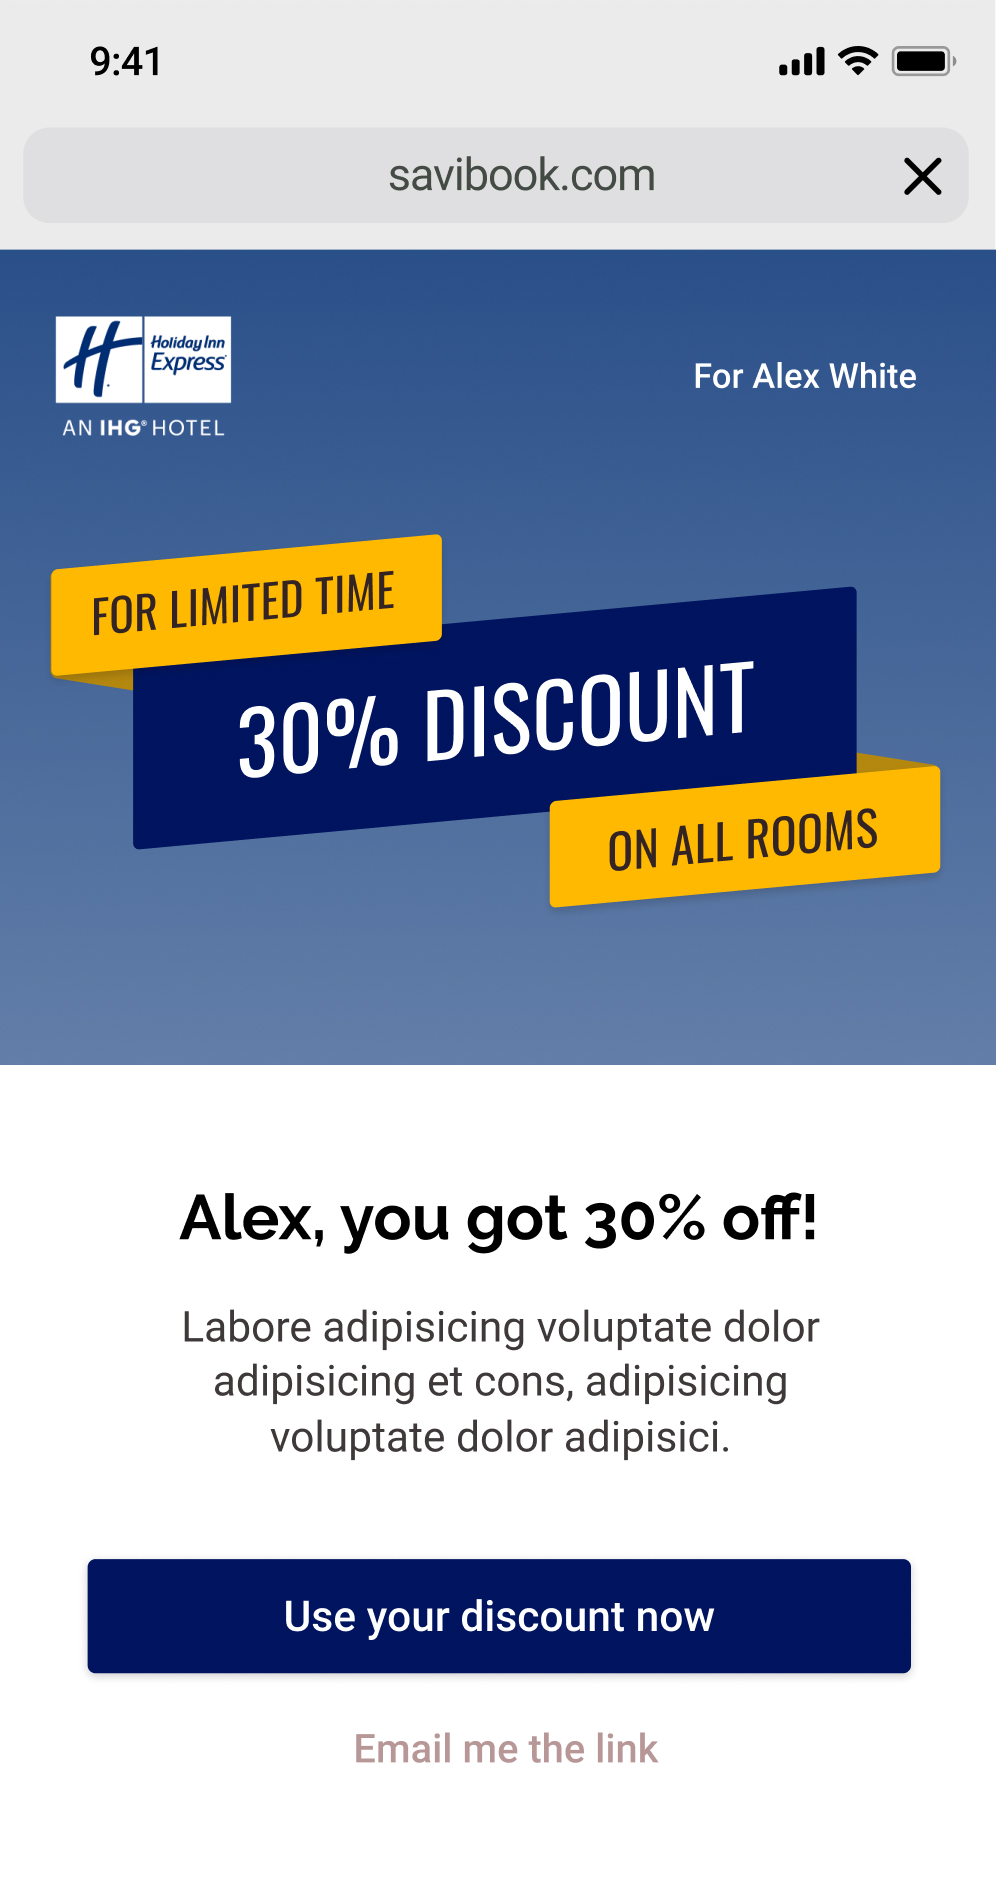 9:41
savibook.com
Holiday Inn
Express
AN IHG® HOTEL
For Alex White
FOR LIMITED TIME
30% DISCOUNT
ON ALL ROOMS
Alex, you got 30% off!
Labore adipisicing voluptate dolor
adipisicing et cons, adipisicing
voluptate dolor adipisici.
Use your discount now
Email me the link